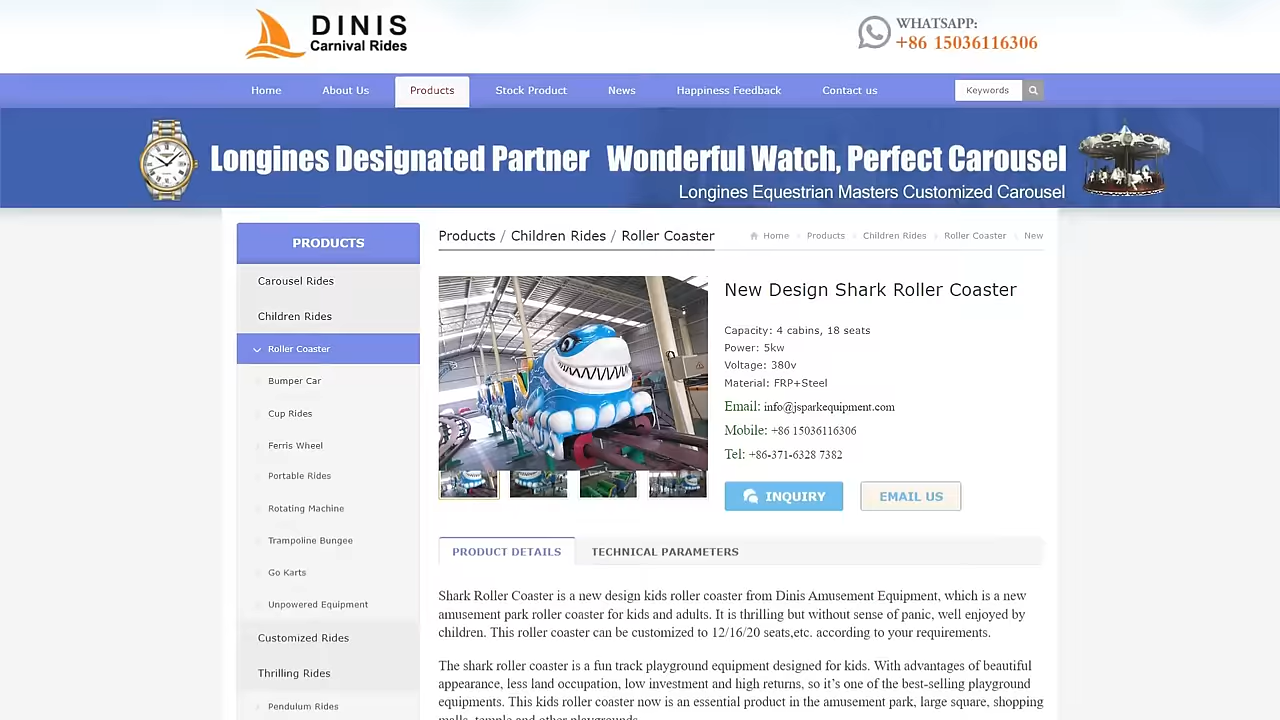 DINIS
Carnival Rides
WHATSAPP:
+86 15036116306
Home
About Us
Products
Stock Product
News
Happiness Feedback
Contact us
Keywords
Longines Designated Partner Wonderful Watch, Perfect Carousel
Longines Equestrian Masters Customized Carousel
PRODUCTS
Carousel Rides
Children Rides
Roller Coaster
Bumper Car
Cup Rides
Ferris Wheel
Portable Rides
Rotating Machine
Trampoline Bungee
Go Karts
Unpowered Equipment
Customized Rides
Thrilling Rides
Pendulum Rides
Products / Children Rides / Roller Coaster
Home Products Children Rides Roller Coaster New
New Design Shark Roller Coaster
Capacity: 4 cabins, 18 seats
Power: 5kw
Voltage: 380v
Material: FRP+Steel
Email: info@jsparkequipment.com
Mobile: +86 15036116306
Tel: +86-371-6328 7382
INQUIRY
EMAIL US
PRODUCT DETAILS
TECHNICAL PARAMETERS
Shark Roller Coaster is a new design kids roller coaster from Dinis Amusement Equipment, which is a new
amusement park roller coaster for kids and adults. It is thrilling but without sense of panic, well enjoyed by
children. This roller coaster can be customized to 12/16/20 seats,etc. according to your requirements.
The shark roller coaster is a fun track playground equipment designed for kids. With advantages of beautiful
appearance, less land occupation, low investment and high returns, so it's one of the best-selling playground
equipments. This kids roller coaster now is an essential product in the amusement park, large square, shopping
malls, temple and other playgrounds.